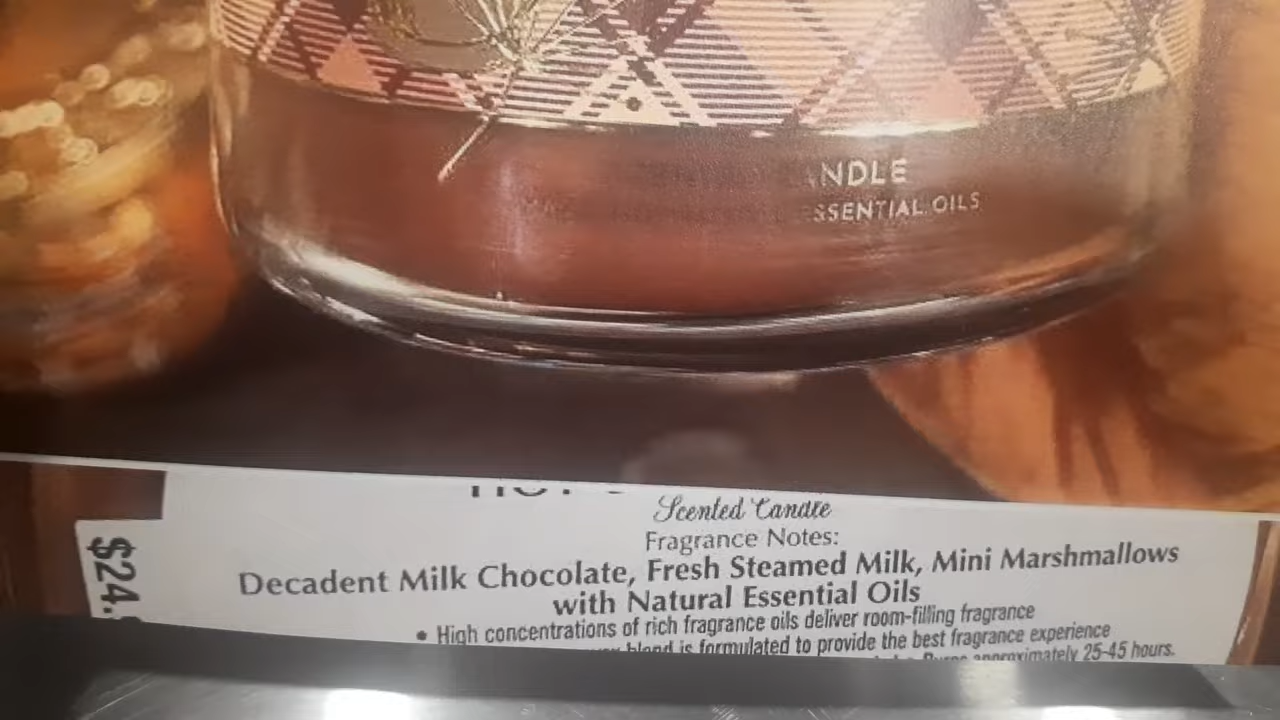 NDLE
ESSENTIAL OILS
Scented Candle
Fragrance Notes:
Decadent Milk Chocolate, Fresh Steamed Milk, Mini Marshmallows
with Natural Essential Oils
• High concentrations of rich fragrance oils deliver room-filling fragrance
blend is formulated to provide the best fragrance experience
Burns approximately 25-45 hours.
$24.